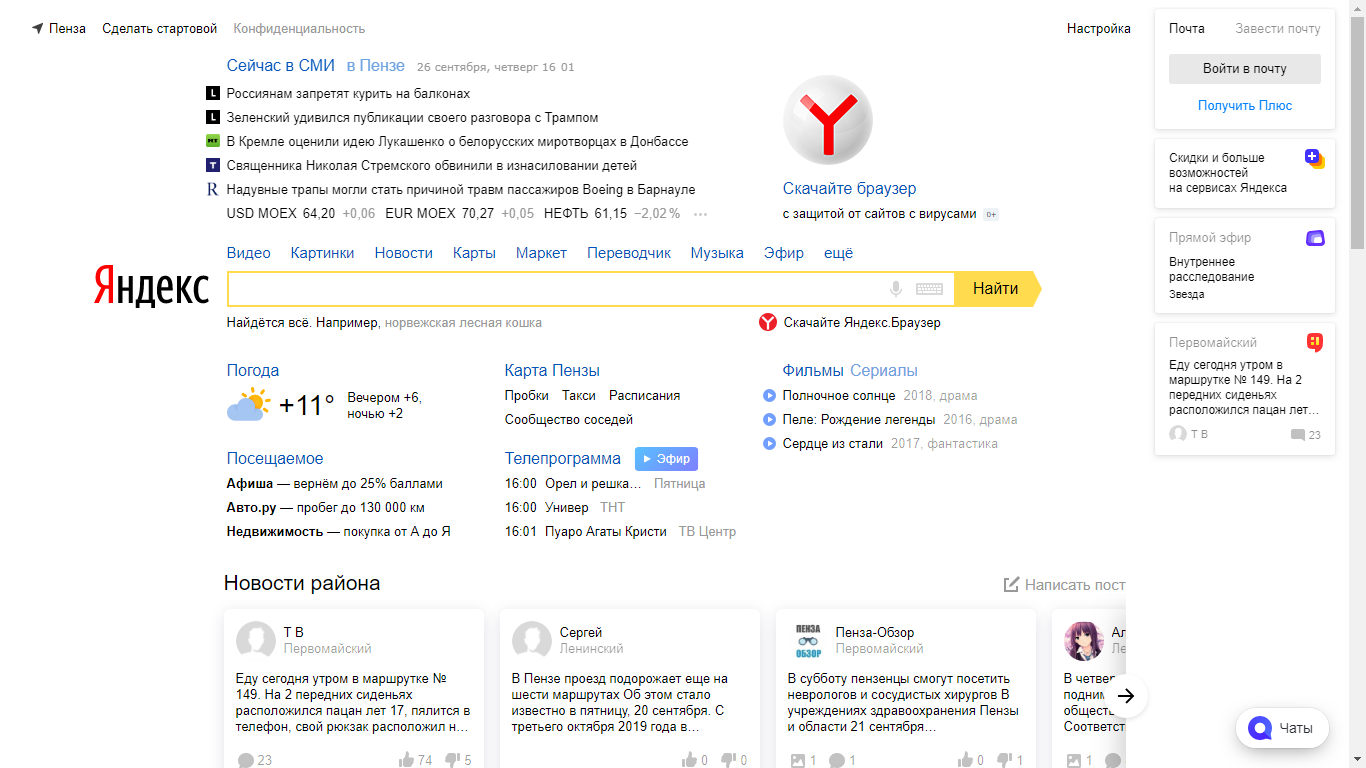 Пенза Сделать стартовой Конфиденциальность Настройка
Сейчас в СМИ в Пензе 26 сентября, четверг 16 01
Россиянам запретят курить на балконах
Зеленский удивился публикации своего разговора с Трампом
В Кремле оценили идею Лукашенко о белорусских миротворцах в Донбассе
Священника Николая Стремского обвинили в изнасиловании детей
Надувные трапы могли стать причиной травм пассажиров Boeing в Барнауле
USD MOEX 64,20 +0,06 EUR MOEX 70,27 +0,05 НЕФТЬ 61,15 −2,02 % ···
Скачайте браузер
с защитой от сайтов с вирусами 0+
Видео Картинки Новости Карты Маркет Переводчик Музыка Эфир ещё
Яндекс
Найти
Найдётся всё. Например, норвежская лесная кошка
Скачайте Яндекс.Браузер
Погода
+11°
Вечером +6,
ночью +2
Карта Пензы
Пробки Такси Расписания
Сообщество соседей
Фильмы Сериалы
Полночное солнце 2018, драма
Пеле: Рождение легенды 2016, драма
Сердце из стали 2017, фантастика
Посещаемое
Афиша — вернём до 25% баллами
Авто.ру — пробег до 130 000 км
Недвижимость — покупка от А до Я
Телепрограмма Эфир
16:00 Орел и решка… Пятница
16:00 Универ ТНТ
16:01 Пуаро Агаты Кристи ТВ Центр
Почта Завести почту
Войти в почту
Получить Плюс
Скидки и больше
возможностей
на сервисах Яндекса
Прямой эфир
Внутреннее
расследование
Звезда
Первомайский
Еду сегодня утром в
маршрутке № 149. На 2
передних сиденьях
расположился пацан лет…
Т В 23
Новости района
Написать пост
Т В
Первомайский
Еду сегодня утром в маршрутке №
149. На 2 передних сиденьях
расположился пацан лет 17, пялится в
телефон, свой рюкзак расположил н…
23 74 5
Сергей
Ленинский
В Пензе проезд подорожает еще на
шести маршрутах Об этом стало
известно в пятницу, 20 сентября. С
третьего октября 2019 года в…
0 0
ПЕНЗА
ОБЗОР
Пенза-Обзор
Первомайский
В субботу пензенцы смогут посетить
неврологов и сосудистых хирургов В
учреждениях здравоохранения Пензы
и области 21 сентября…
1 1 0 1
Ал
Ле
В четвер
подним
обществ
Соответст
1
Чаты